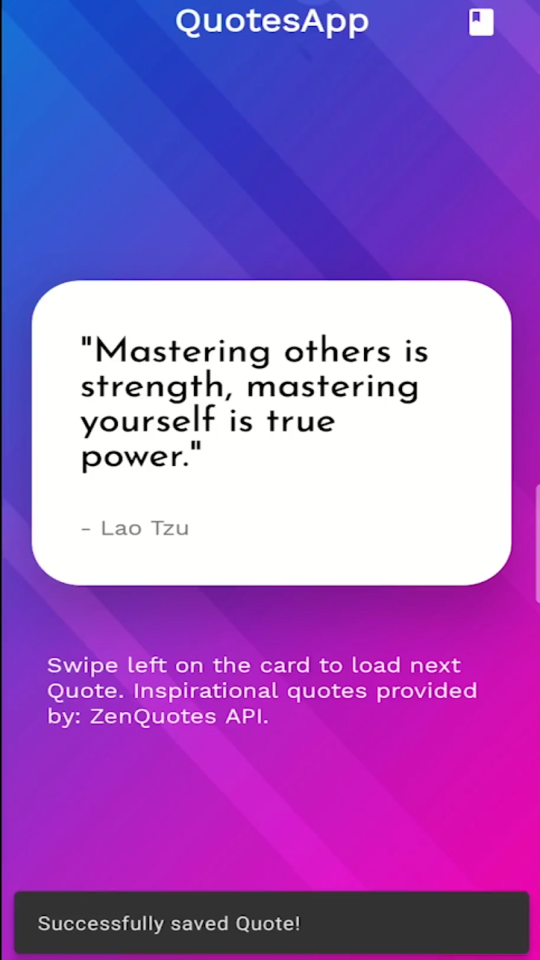 QuotesApp
"Mastering others is
strength, mastering
yourself is true
power."
- Lao Tzu
Swipe left on the card to load next
Quote. Inspirational quotes provided
by: ZenQuotes API.
Successfully saved Quote!